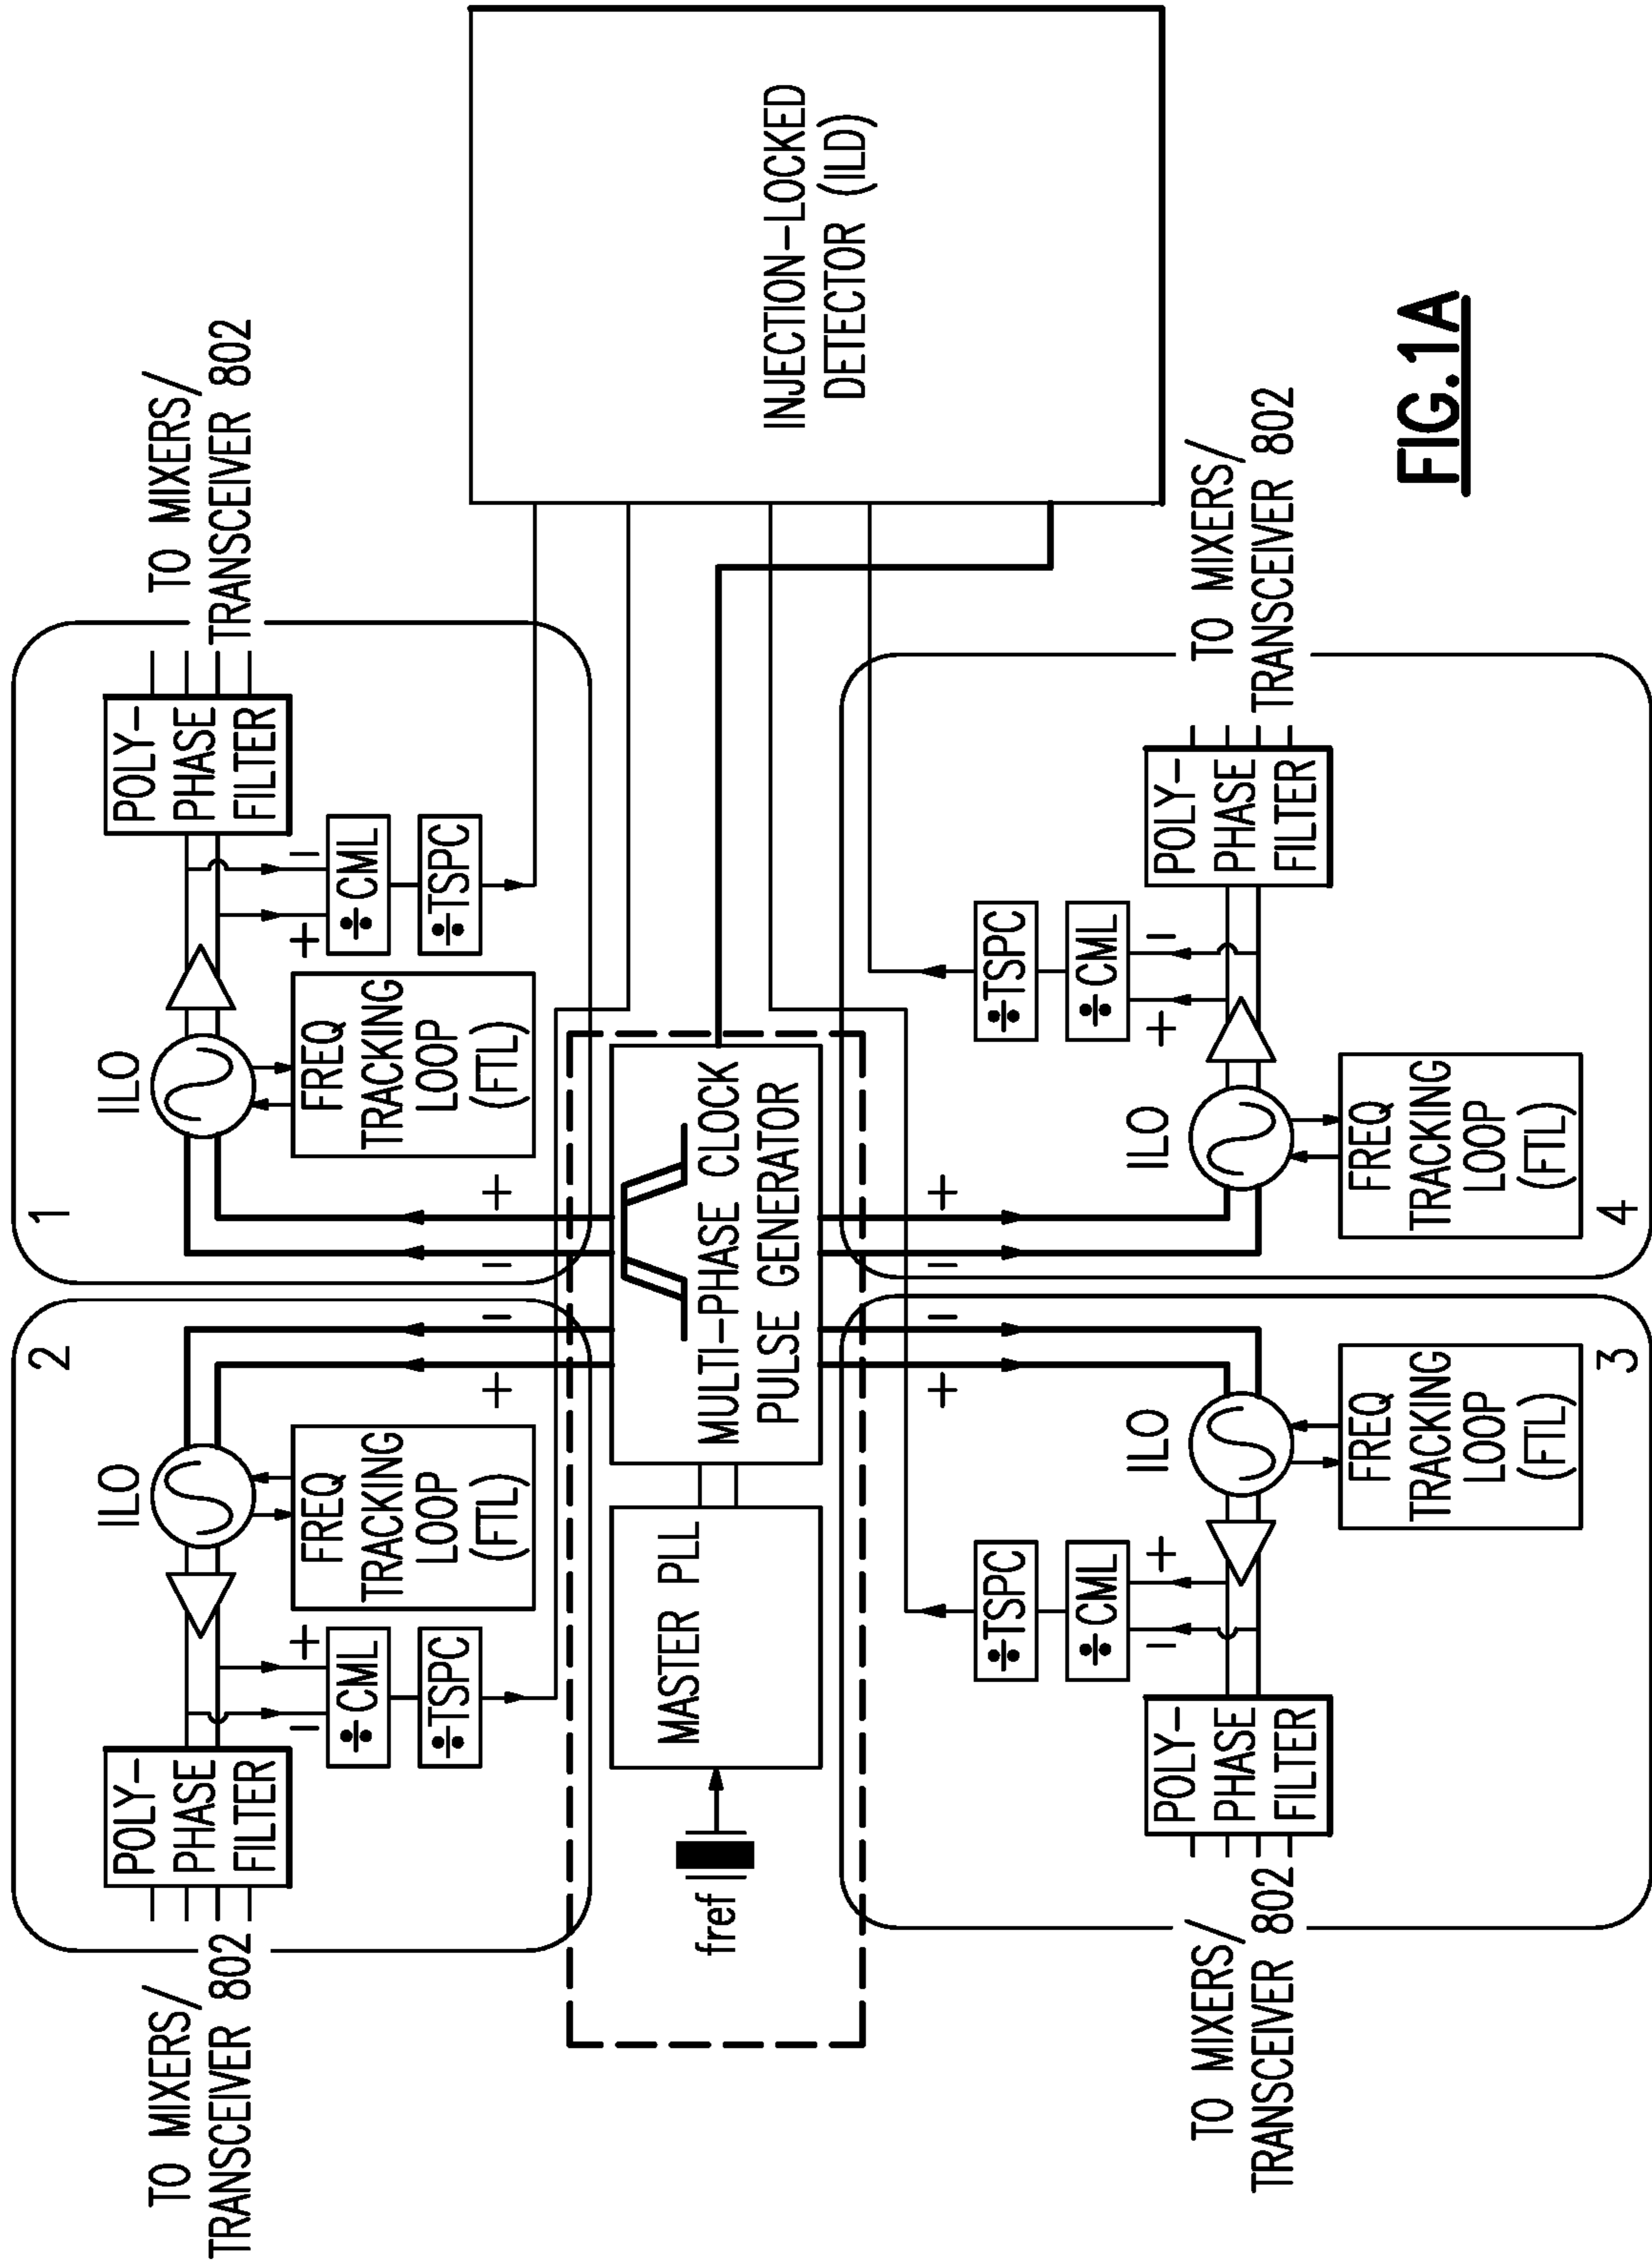 TO MIXERS/
TRANSCEIVER 802
POLY-
PHASE
FILTER
- +
÷CML
÷TSPC
ILO
FREQ
TRACKING
LOOP
(FTL)
2
+ -
1
- +
ILO
FREQ
TRACKING
LOOP
(FTL)
+ -
÷CML
÷TSPC
POLY-
PHASE
FILTER
TO MIXERS/
TRANSCEIVER 802
fref
MASTER PLL
MULTI-PHASE CLOCK
PULSE GENERATOR
INJECTION-LOCKED
DETECTOR (ILD)
+ -
- +
TO MIXERS/
TRANSCEIVER 802
POLY-
PHASE
FILTER
÷TSPC
÷CML
- +
ILO
FREQ
TRACKING
LOOP
(FTL)
3
ILO
FREQ
TRACKING
LOOP
(FTL)
4
÷TSPC
÷CML
+ -
POLY-
PHASE
FILTER
TO MIXERS/
TRANSCEIVER 802
FIG.1A